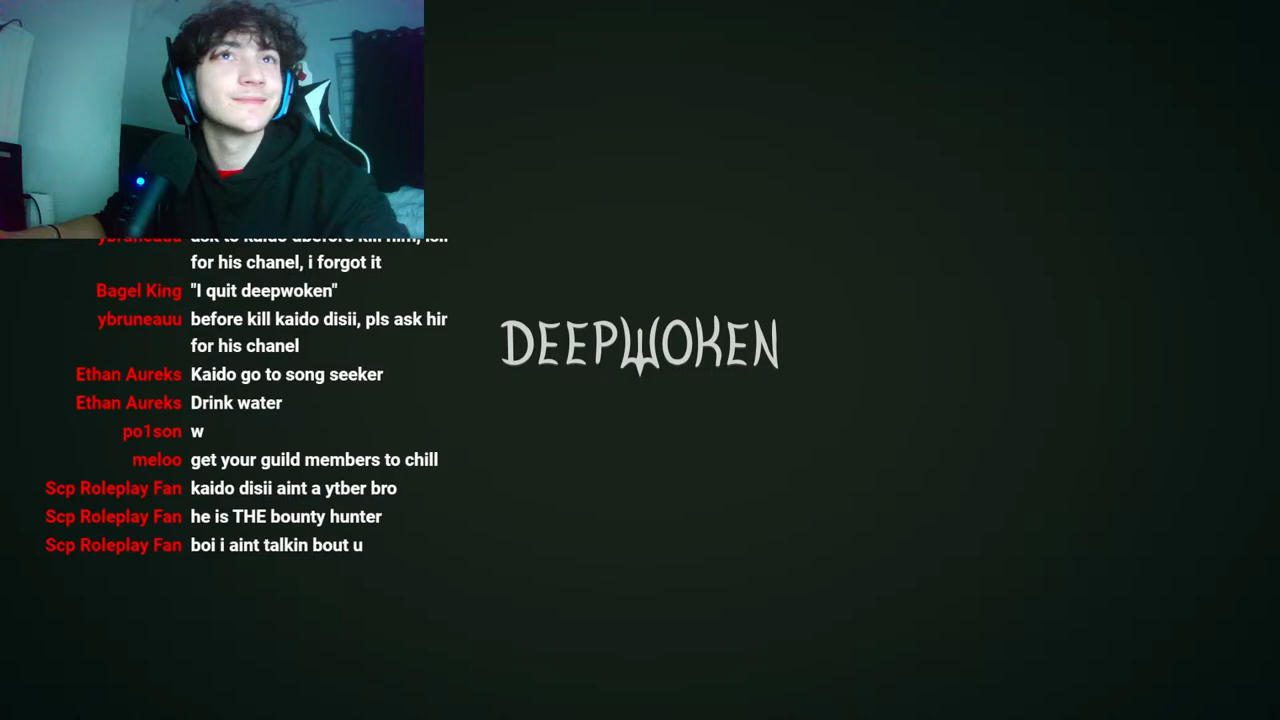 for his chanel, i forgot it
Bagel King "I quit deepwoken"
ybruneauu before kill kaido disii, pls ask hir
for his chanel
Ethan Aureks Kaido go to song seeker
Ethan Aureks Drink water
po1son w
meloo get your guild members to chill
Scp Roleplay Fan kaido disii aint a ytber bro
Scp Roleplay Fan he is THE bounty hunter
Scp Roleplay Fan boi i aint talkin bout u
DEEPWOKEN